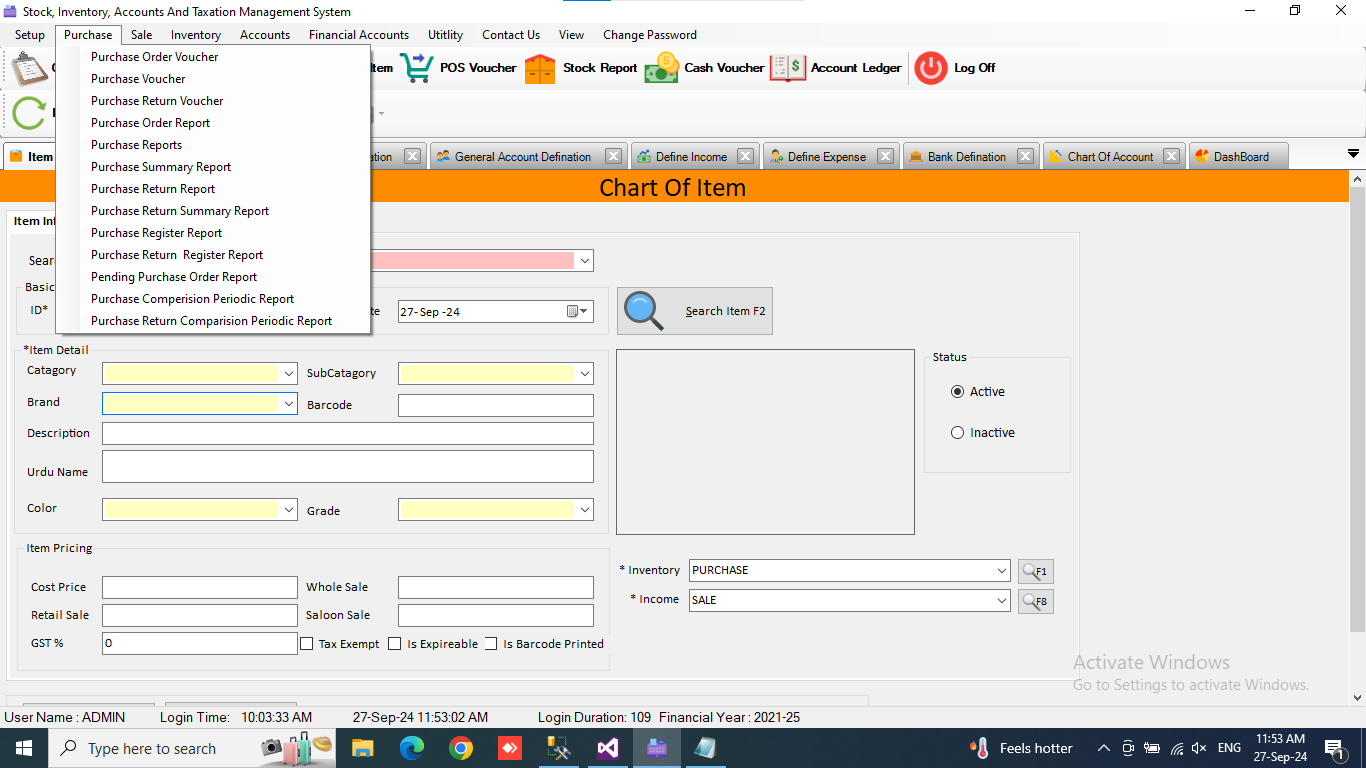 Stock, Inventory, Accounts And Taxation Management System
Setup Purchase Sale Inventory Accounts Financial Accounts Utitlity Contact Us View Change Password
Purchase Order Voucher
Purchase Voucher
Purchase Return Voucher
Purchase Order Report
Purchase Reports
Purchase Summary Report
Purchase Return Report
Purchase Return Summary Report
Purchase Register Report
Purchase Return Register Report
Pending Purchase Order Report
Purchase Comperision Periodic Report
Purchase Return Comparision Periodic Report
Item POS Voucher Stock Report Cash Voucher Account Ledger Log Off
Item General Account Defination Define Income Define Expense Bank Defination Chart Of Account DashBoard
Chart Of Item
Item
Basic
ID* 27-Sep -24 Search Item F2
*Item Detail
Catagory SubCatagory
Brand Barcode
Description
Urdu Name
Color Grade
Status
Active
Inactive
Item Pricing
Cost Price Whole Sale
Retail Sale Saloon Sale
GST % 0 Tax Exempt Is Expireable Is Barcode Printed
* Inventory PURCHASE F1
* Income SALE F8
Activate Windows
Go to Settings to activate Windows.
User Name : ADMIN Login Time: 10:03:33 AM 27-Sep-24 11:53:02 AM Login Duration: 109 Financial Year : 2021-25
Type here to search Feels hotter ENG 11:53 AM
27-Sep-24 1